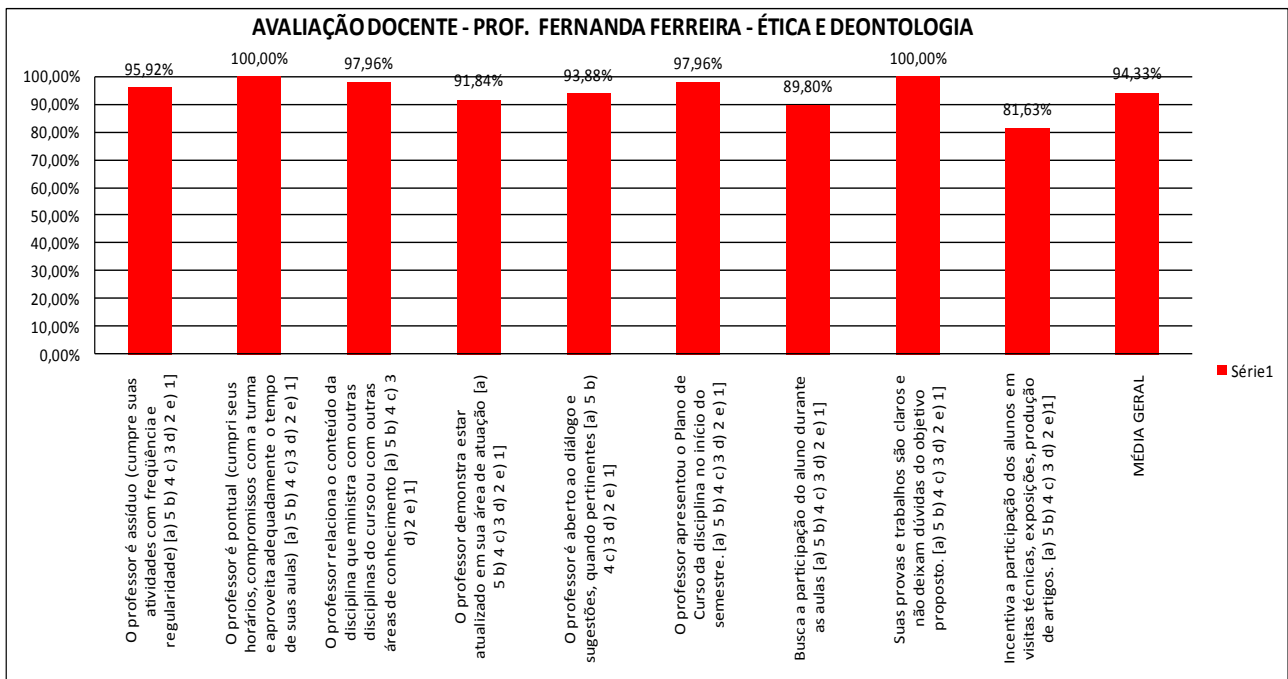 AVALIAÇÃO DOCENTE - PROF. FERNANDA FERREIRA - ÉTICA E DEONTOLOGIA
95,92%
100,00%
97,96%
91,84%
93,88%
97,96%
89,80%
100,00%
81,63%
94,33%
100,00%
90,00%
80,00%
70,00%
60,00%
50,00%
40,00%
30,00%
20,00%
10,00%
0,00%
O professor é assíduo (cumpre suas
atividades com freqüência e
regularidade) [a) 5 b) 4 c) 3 d) 2 e) 1]
O professor é pontual (cumpri seus
horários, compromissos com a turma
e aproveita adequadamente o tempo
de suas aulas) [a) 5 b) 4 c) 3 d) 2 e) 1]
O professor relaciona o conteúdo da
disciplina que ministra com outras
disciplinas do curso ou com outras
áreas de conhecimento [a) 5 b) 4 c) 3
d) 2 e) 1]
O professor demonstra estar
atualizado em sua área de atuação [a)
5 b) 4 c) 3 d) 2 e) 1]
O professor é aberto ao diálogo e
sugestões, quando pertinentes [a) 5 b)
4 c) 3 d) 2 e) 1]
O professor apresentou o Plano de
Curso da disciplina no início do
semestre. [a) 5 b) 4 c) 3 d) 2 e) 1]
Busca a participação do aluno durante
as aulas [a) 5 b) 4 c) 3 d) 2 e) 1]
Suas provas e trabalhos são claros e
não deixam dúvidas do objetivo
proposto. [a) 5 b) 4 c) 3 d) 2 e) 1]
Incentiva a participação dos alunos em
visitas técnicas, exposições, produção
de artigos. [a) 5 b) 4 c) 3 d) 2 e)1]
MÉDIA GERAL
Série1